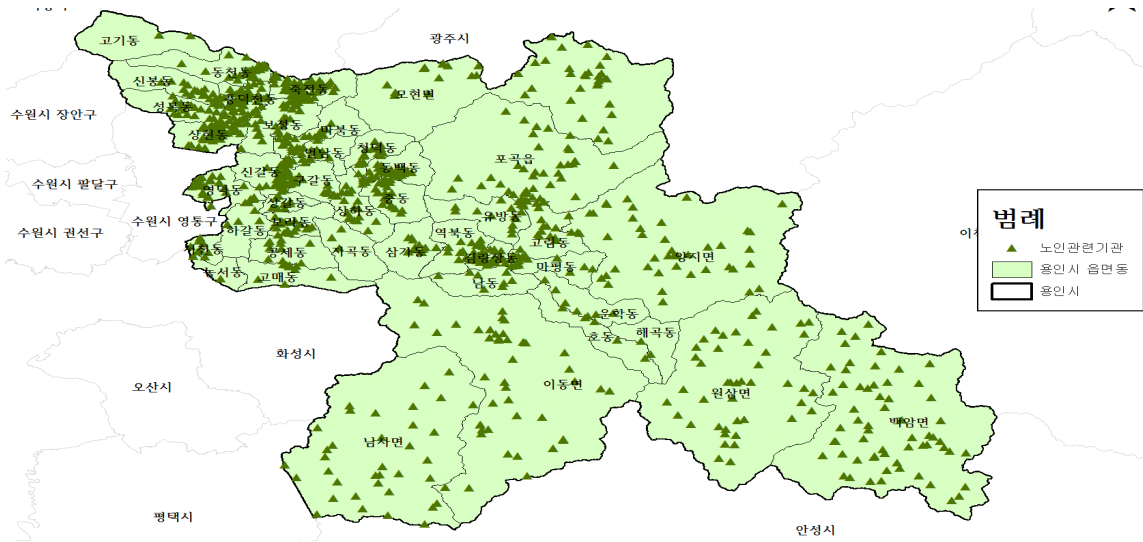 광주시
고기동
동천동
신봉동
죽전동
풍덕천동
성복동
모현면
수원시 장안구
보정동
상현동
마북동
청덕동
언남동
포곡읍
동백동
신갈동
구갈동
수원시 팔달구
영덕동
중동
상갈동
상하동
유방동
보라동
수원시 영통구
하갈동
역북동
수원시 권선구
고림동
서천동
공세동
지곡동
삼가동
김량장동
양지면
마평동
농서동
고매동
남동
운학동
해곡동
호동
화성시
오산시
이동면
원삼면
백암면
남사면
평택시
안성시
범례
노인관련기관
용인시 읍면동
용인시